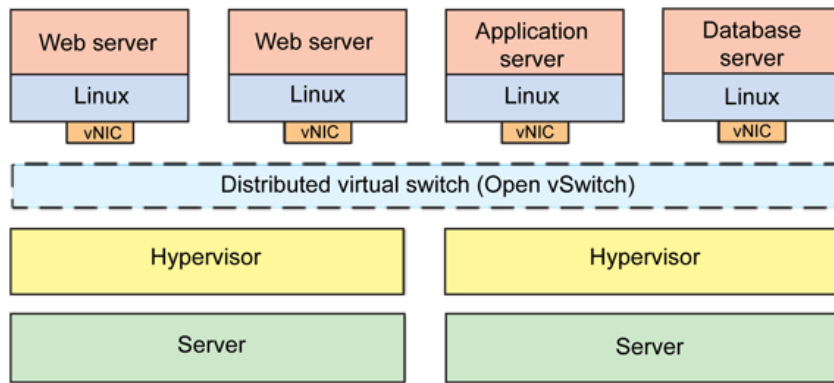 Web server
Web server
Application
server
Database
server
Linux
Linux
Linux
Linux
vNIC
vNIC
vNIC
vNIC
Distributed virtual switch (Open vSwitch)
Hypervisor
Hypervisor
Server
Server